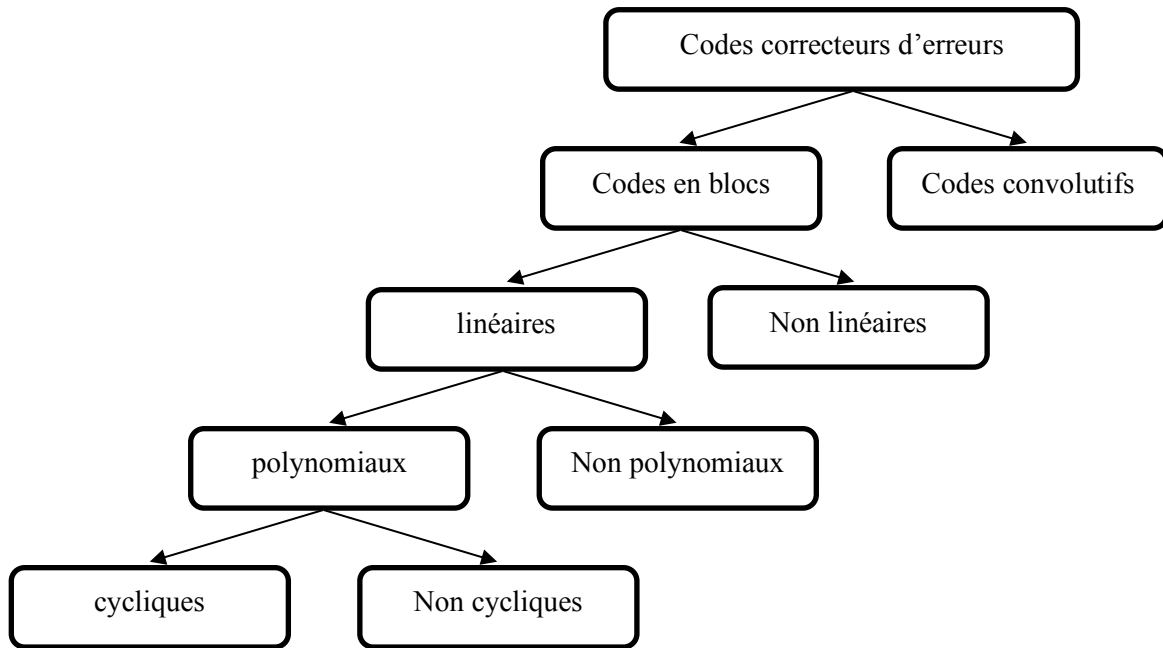 Codes correcteurs d’erreurs
Codes en blocs
Codes convolutifs
linéaires
Non linéaires
polynomiaux
Non polynomiaux
cycliques
Non cycliques